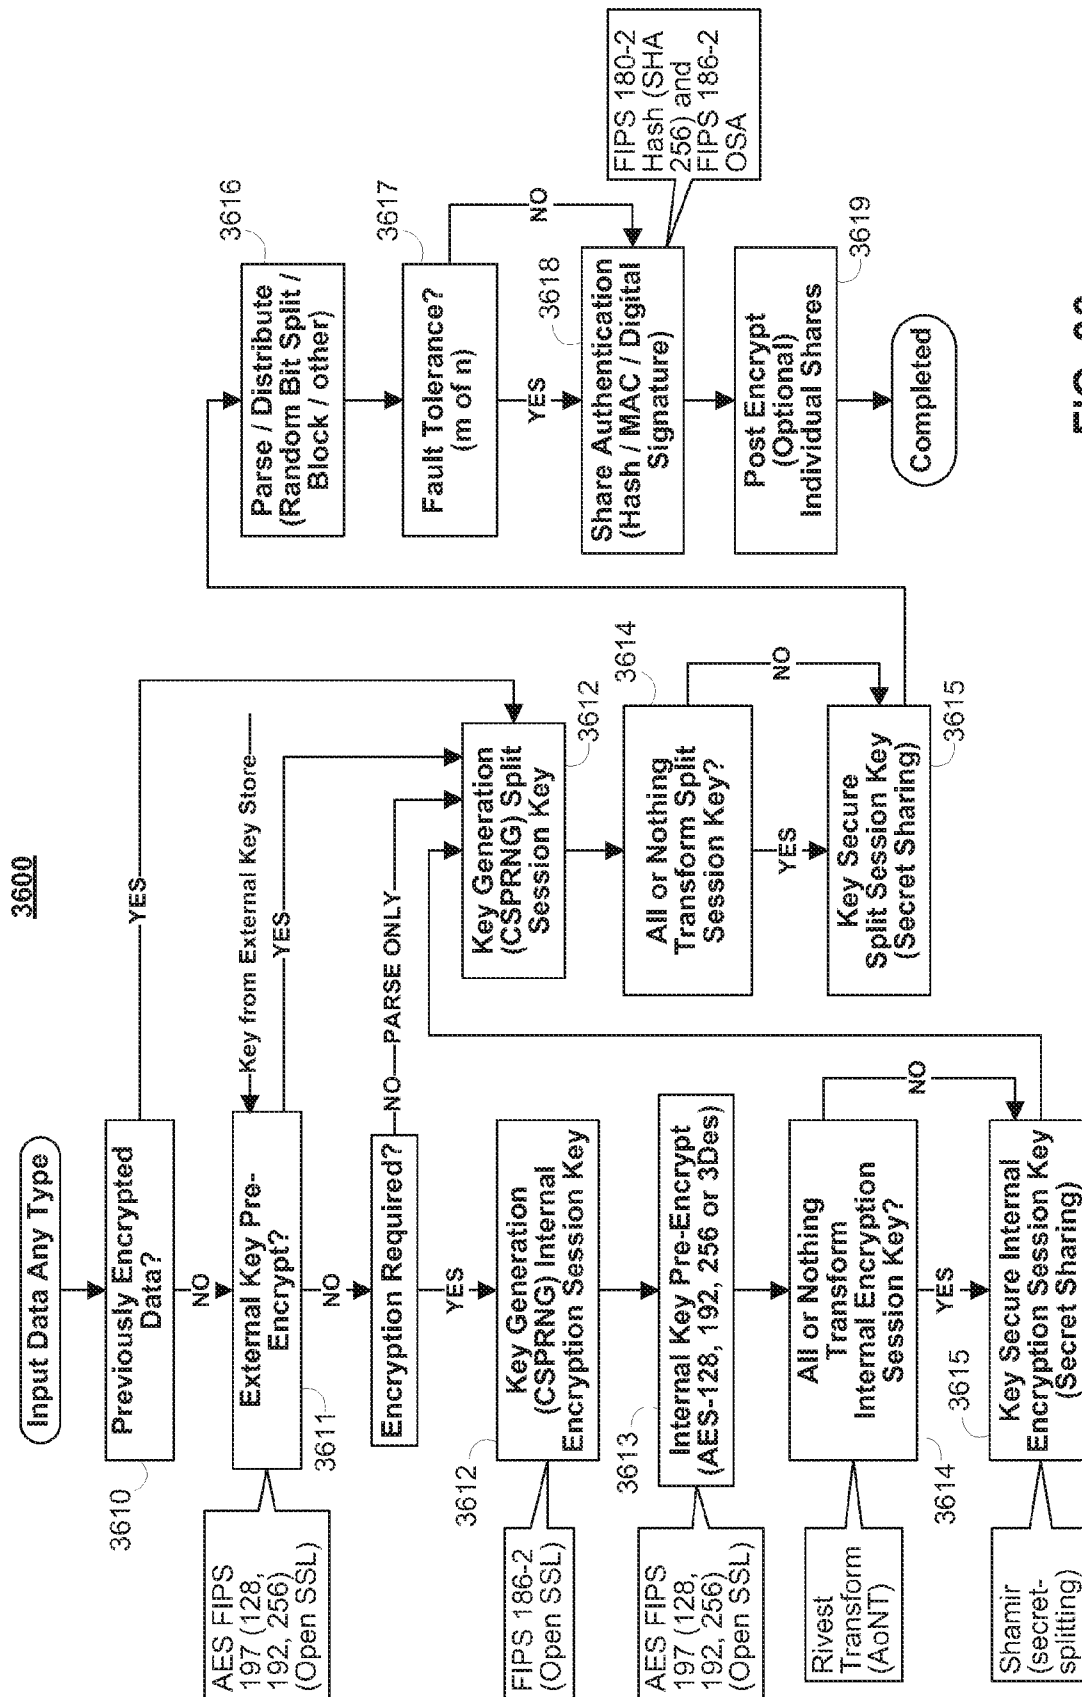 3600
Input Data Any Type
Previously Encrypted
Data?
3610
YES
NO
Key from External Key Store
External Key Pre-
Encrypt?
3611
YES
AES FIPS
197 (128,
192, 256)
(Open SSL)
NO
Encryption Required?
NO
PARSE ONLY
YES
Key Generation
(CSPRNG) Internal
Encryption Session Key
3612
FIPS 186-2
(Open SSL)
Internal Key Pre-Encrypt
(AES-128, 192, 256 or 3Des)
3613
AES FIPS
197 (128,
192, 256)
(Open SSL)
All or Nothing
Transform
Internal Encryption
Session Key?
3614
Rivest
Transform
(AoNT)
NO
YES
Key Secure Internal
Encryption Session Key
(Secret Sharing)
3615
Shamir
(secret-
splitting)
Key Generation
(CSPRNG) Split
Session Key
3612
All or Nothing
Transform Split
Session Key?
3614
NO
YES
Key Secure
Split Session Key
(Secret Sharing)
3615
Parse / Distribute
(Random Bit Split /
Block / other)
3616
Fault Tolerance?
(m of n)
3617
NO
YES
Share Authentication
(Hash / MAC / Digital
Signature)
3618
FIPS 180-2
Hash (SHA
256) and
FIPS 186-2
OSA
Post Encrypt
(Optional)
Individual Shares
3619
Completed